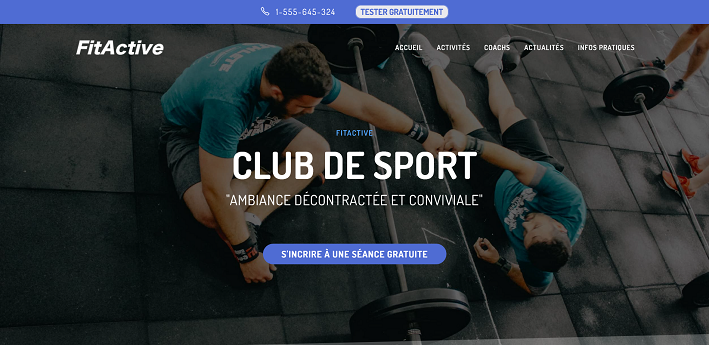 1-555-645-324 TESTER GRATUITEMENT
FitActive ACCUEIL ACTIVITÉS COACHS ACTUALITÉS INFOS PRATIQUES
FITACTIVE
CLUB DE SPORT
"AMBIANCE DÉCONTRACTÉE ET CONVIVIALE"
S'INCRIRE À UNE SÉANCE GRATUITE